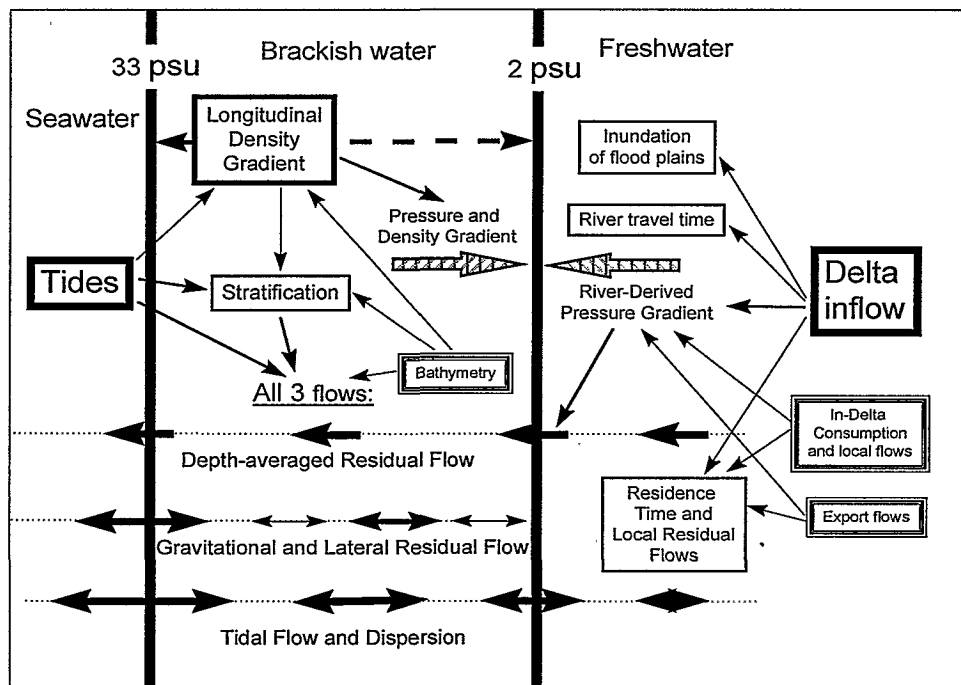 33 psu
Brackish water
2 psu
Freshwater
Seawater
Longitudinal
Density
Gradient
Inundation
of flood plains
River travel time
Pressure and
Density Gradient
Tides
Stratification
River-Derived
Pressure Gradient
Delta
inflow
Bathymetry
All 3 flows:
In-Delta
Consumption
and local flows
Depth-averaged Residual Flow
Residence
Time and
Local Residual
Flows
Export flows
Gravitational and Lateral Residual Flow
Tidal Flow and Dispersion